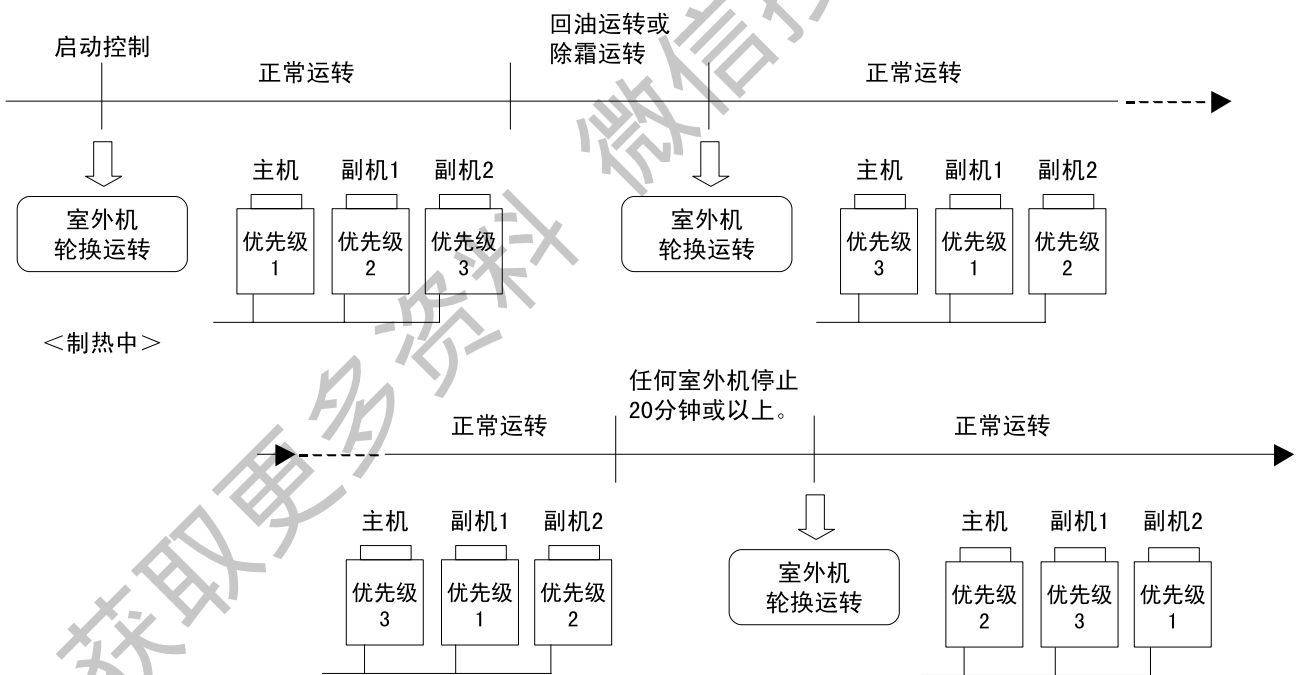 启动控制
正常运转
回油运转或
除霜运转
正常运转
室外机
轮换运转
主机 副机1 副机2
优先级
1
优先级
2
优先级
3
室外机
轮换运转
主机 副机1 副机2
优先级
3
优先级
1
优先级
2
＜制热中＞
正常运转
任何室外机停止
20分钟或以上。
正常运转
主机 副机1 副机2
优先级
3
优先级
1
优先级
2
室外机
轮换运转
主机 副机1 副机2
优先级
2
优先级
3
优先级
1
获取更多资料 微信